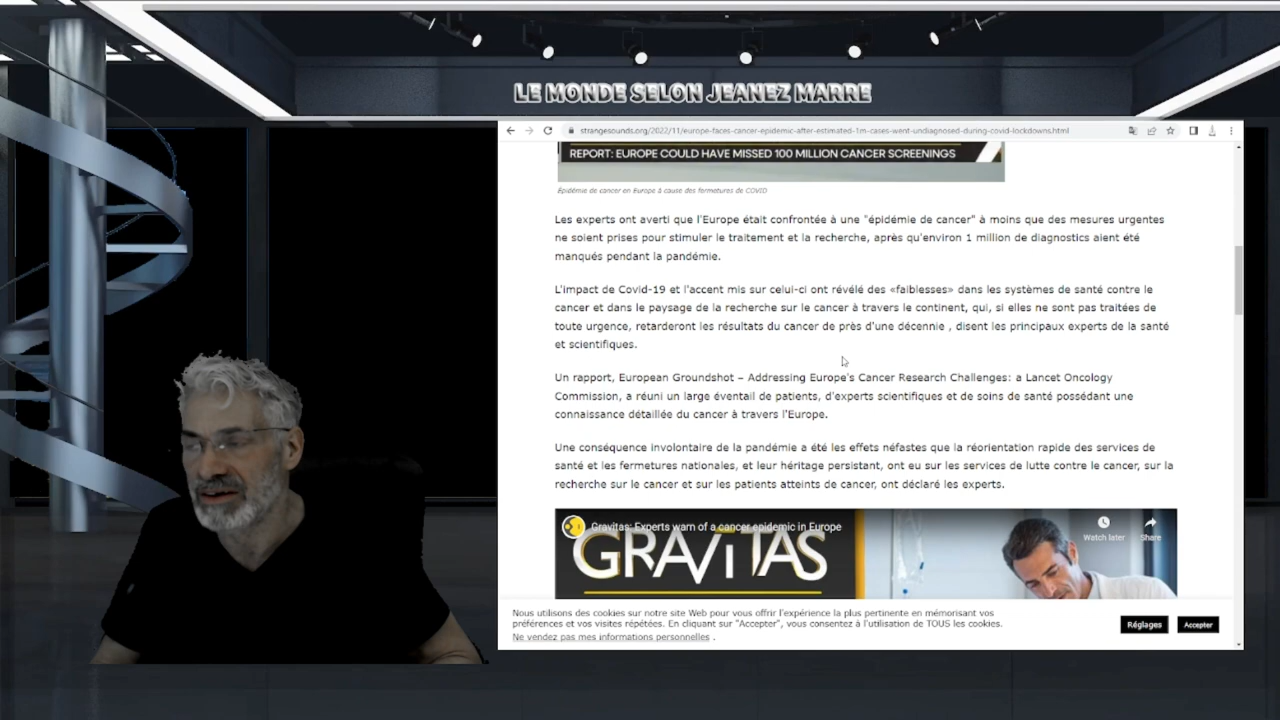 LE MONDE SELON JEANEZ MARRE
strangesounds.org/2022/11/europe-faces-cancer-epidemic-after-estimated-1m-cases-went-undiagnosed-during-covid-lockdowns.html
REPORT: EUROPE COULD HAVE MISSED 100 MILLION CANCER SCREENINGS
Épidémie de cancer en Europe à cause des fermetures de COVID
Les experts ont averti que l'Europe était confrontée à une "épidémie de cancer" à moins que des mesures urgentes
ne soient prises pour stimuler le traitement et la recherche, après qu'environ 1 million de diagnostics aient été
manqués pendant la pandémie.
L'impact de Covid-19 et l'accent mis sur celui-ci ont révélé des «faiblesses» dans les systèmes de santé contre le
cancer et dans le paysage de la recherche sur le cancer à travers le continent, qui, si elles ne sont pas traitées de
toute urgence, retarderont les résultats du cancer de près d'une décennie , disent les principaux experts de la santé
et scientifiques.
Un rapport, European Groundshot – Addressing Europe's Cancer Research Challenges: a Lancet Oncology
Commission, a réuni un large éventail de patients, d'experts scientifiques et de soins de santé possédant une
connaissance détaillée du cancer à travers l'Europe.
Une conséquence involontaire de la pandémie a été les effets néfastes que la réorientation rapide des services de
santé et les fermetures nationales, et leur héritage persistant, ont eu sur les services de lutte contre le cancer, sur la
recherche sur le cancer et sur les patients atteints de cancer, ont déclaré les experts.
Gravitas: Experts warn of a cancer epidemic in Europe
Watch later
Share
GRAVITAS
Nous utilisons des cookies sur notre site Web pour vous offrir l'expérience la plus pertinente en mémorisant vos
préférences et vos visites répétées. En cliquant sur "Accepter", vous consentez à l'utilisation de TOUS les cookies.
Ne vendez pas mes informations personnelles .
Réglages
Accepter